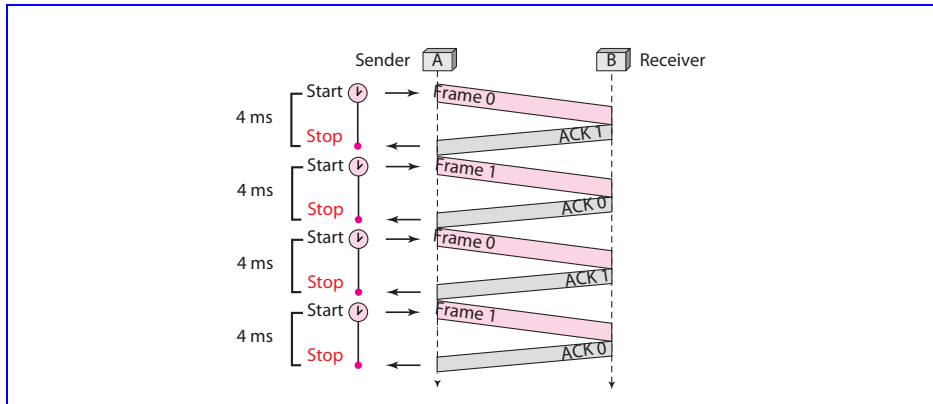 Sender A B Receiver
Start Frame 0
4 ms
Stop ACK 1
Start Frame 1
4 ms
Stop ACK 0
Start Frame 0
4 ms
Stop ACK 1
Start Frame 1
4 ms
Stop ACK 0